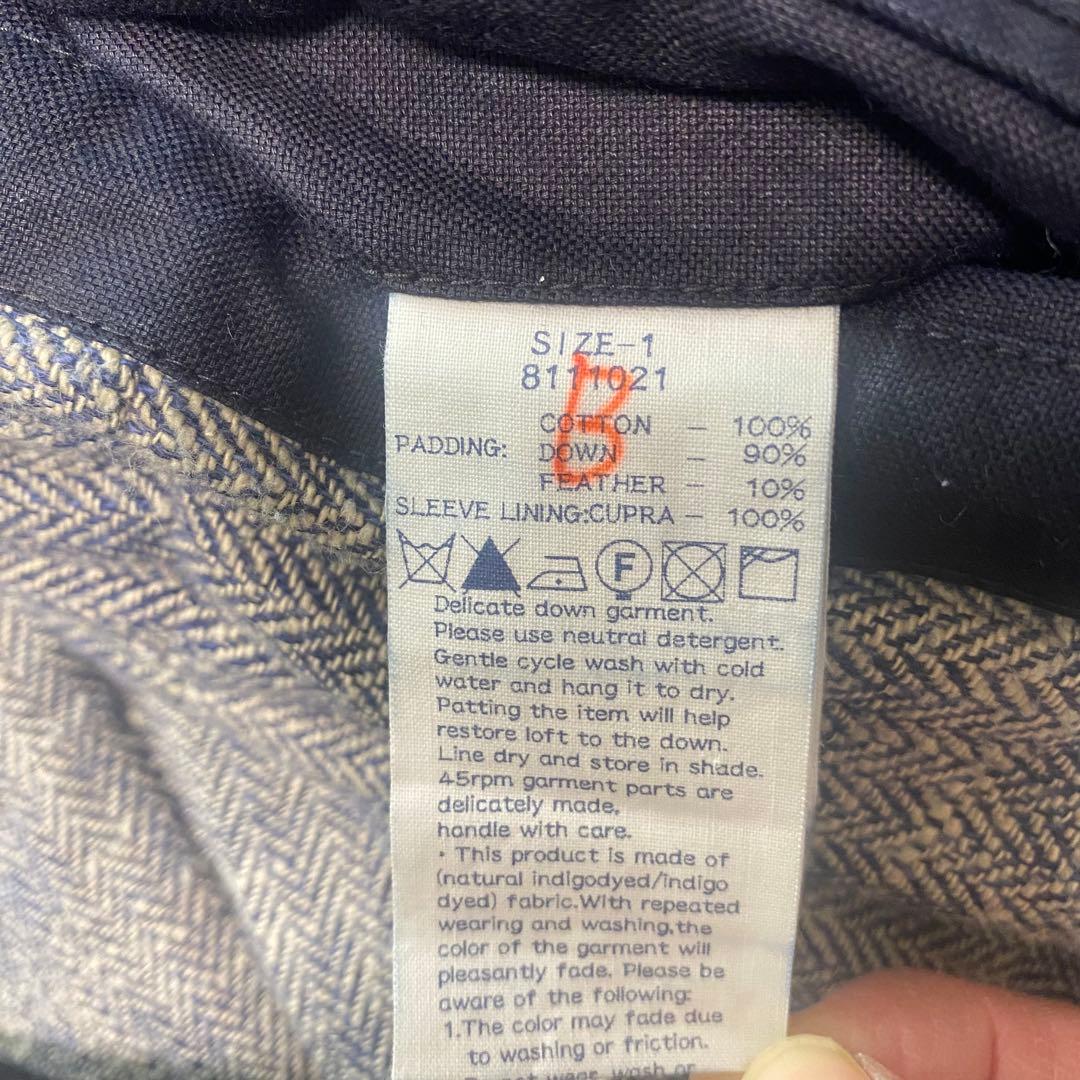 SIZE-1
8111021
B
COTTON - 100%
PADDING: DOWN - 90%
FEATHER - 10%
SLEEVE LINING:CUPRA - 100%
F
Delicate down garment.
Please use neutral detergent.
Gentle cycle wash with cold
water and hang it to dry.
Patting the item will help
restore loft to the down.
Line dry and store in shade.
45rpm garment parts are
delicately made,
handle with care.
・This product is made of
(natural indigodyed/indigo
dyed) fabric.With repeated
wearing and washing,the
color of the garment will
pleasantly fade. Please be
aware of the following:
1.The color may fade due
to washing or friction.
wear wash or